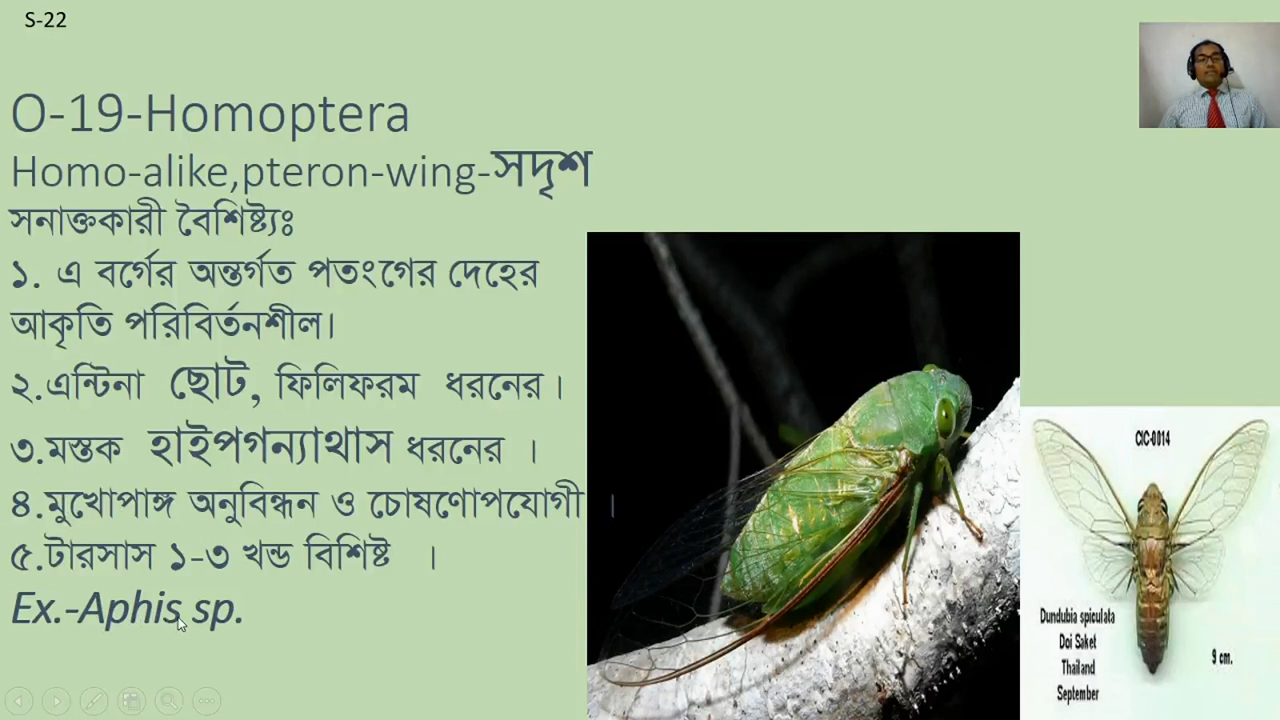 S-22
O-19-Homoptera
Homo-alike,pteron-wing-সদৃশ
সনাক্তকারী বৈশিষ্ট্যঃ
১. এ বর্গের অন্তর্গত পতংগের দেহের
আকৃতি পরিবির্তনশীল।
২.এন্টিনা ছোট, ফিলিফরম ধরনের।
৩.মস্তক হাইপগন্যাথাস ধরনের ।
৪.মুখোপাঙ্গ অনুবিন্ধন ও চোষণোপযোগী ।
৫.টারসাস ১-৩ খন্ড বিশিষ্ট ।
Ex.-Aphis sp.
CIC-0014
Dundubia spiculata
Doi Saket
Thailand
September
9 cm.